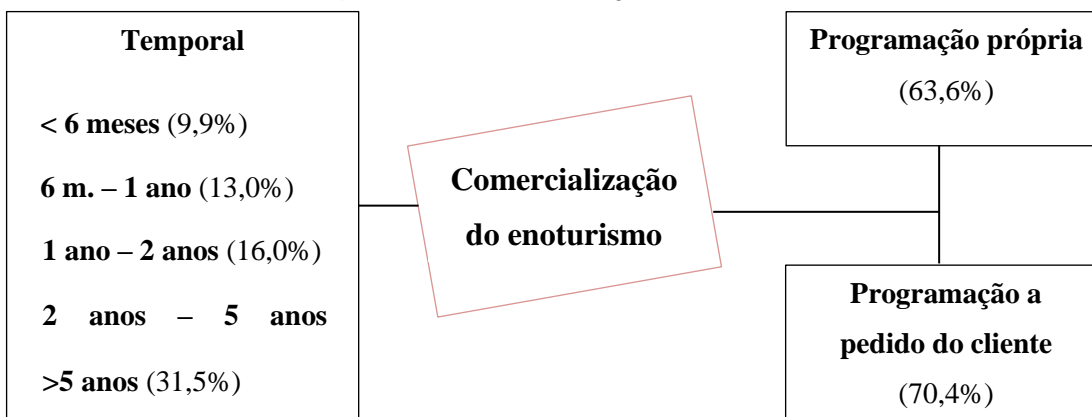 Temporal
< 6 meses (9,9%)
6 m. – 1 ano (13,0%)
1 ano – 2 anos (16,0%)
2 anos – 5 anos
>5 anos (31,5%)
Comercialização
do enoturismo
Programação própria
(63,6%)
Programação a
pedido do cliente
(70,4%)